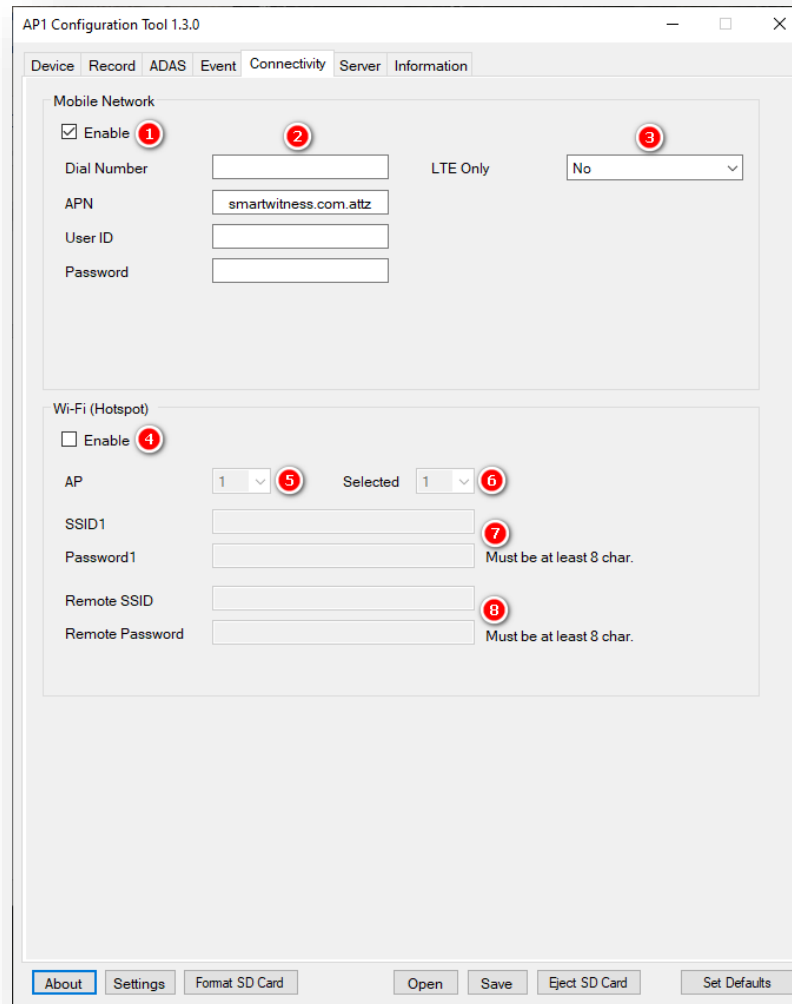 AP1 Configuration Tool 1.3.0
Device Record ADAS Event Connectivity Server Information
Mobile Network
Enable 1 2 3
Dial Number LTE Only No
APN smartwitness.com.attz
User ID
Password
Wi-Fi (Hotspot)
Enable 4
AP 1 5 Selected 1 6
SSID1
7
Password1 Must be at least 8 char.
Remote SSID
8
Remote Password Must be at least 8 char.
About Settings Format SD Card Open Save Eject SD Card Set Defaults